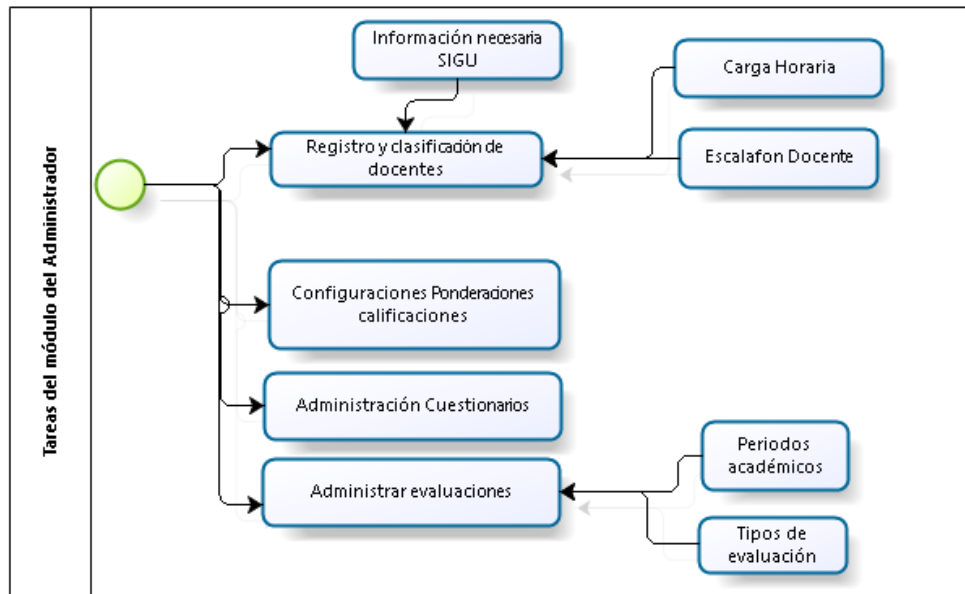 Tareas del módulo del Administrador
Información necesaria
SIGU
Carga Horaria
Registro y clasificación de
docentes
Escalafon Docente
Configuraciones Ponderaciones
calificaciones
Administración Cuestionarios
Periodos
académicos
Administrar evaluaciones
Tipos de
evaluación